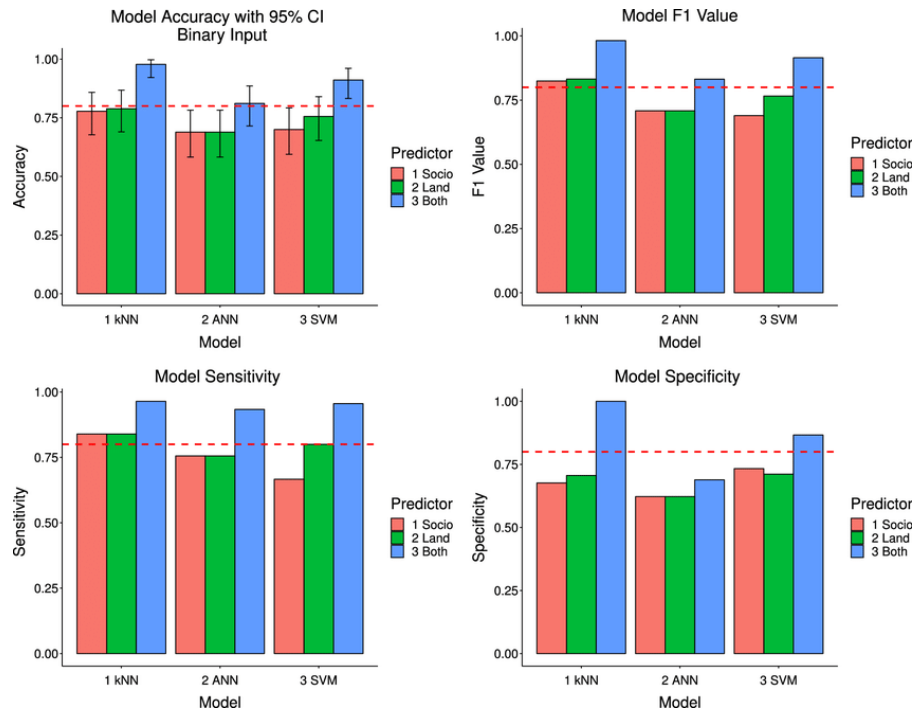 Model Accuracy with 95% CI
Binary Input
1.00
0.75
0.50
0.25
0.00
Accuracy
1 kNN
2 ANN
3 SVM
Model
Predictor
1 Socio
2 Land
3 Both
Model F1 Value
1.00
0.75
0.50
0.25
0.00
F1 Value
1 kNN
2 ANN
3 SVM
Model
Predictor
1 Socio
2 Land
3 Both
Model Sensitivity
1.00
0.75
0.50
0.25
0.00
Sensitivity
1 kNN
2 ANN
3 SVM
Model
Predictor
1 Socio
2 Land
3 Both
Model Specificity
1.00
0.75
0.50
0.25
0.00
Specificity
1 kNN
2 ANN
3 SVM
Model
Predictor
1 Socio
2 Land
3 Both